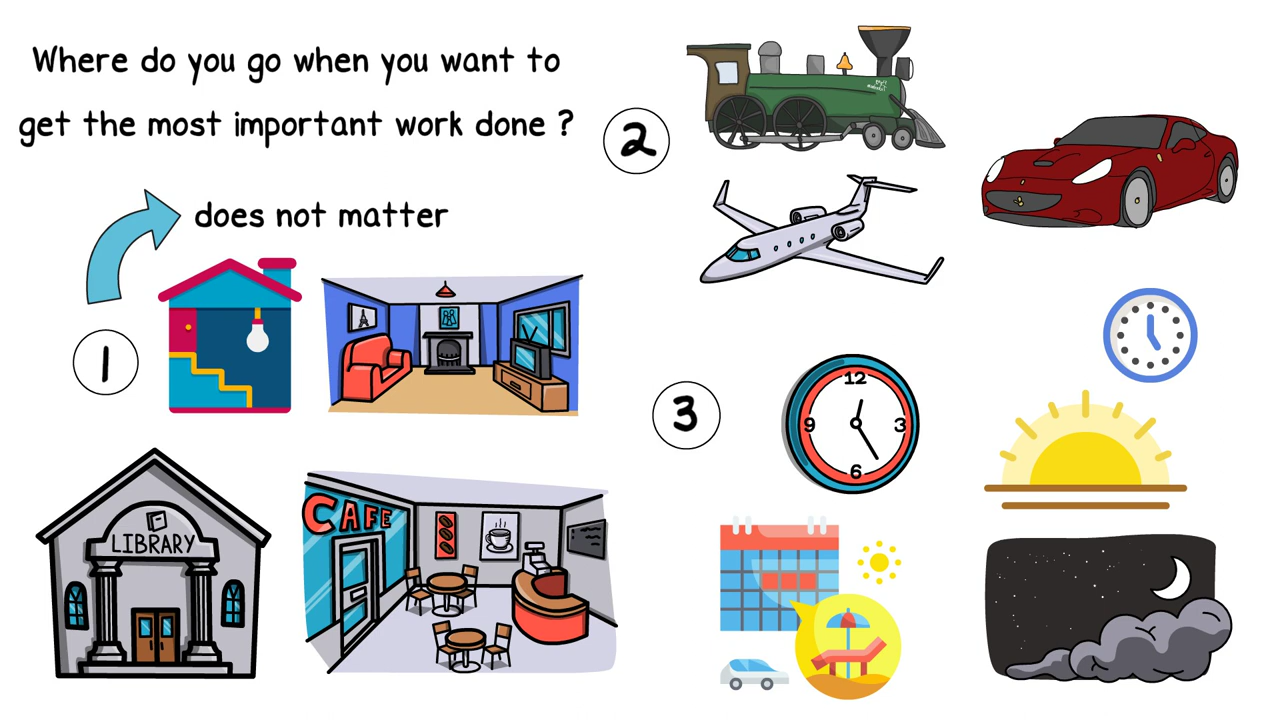 Where do you go when you want to
get the most important work done ?
does not matter
1
LIBRARY
CAFE
2
3
12
9
3
6